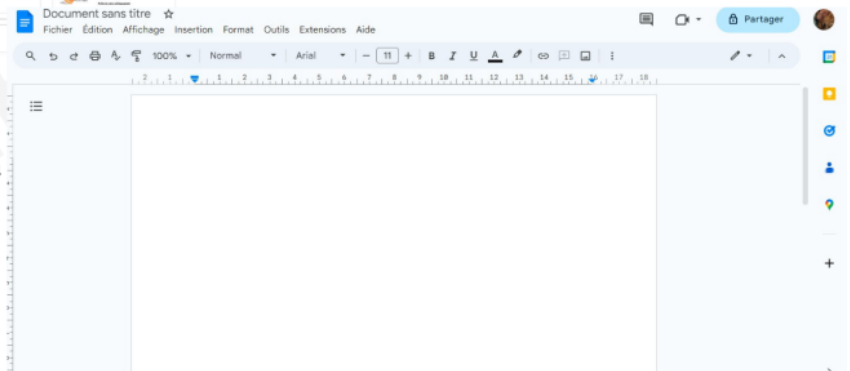 Document sans titre
Partager
Fichier Édition Affichage Insertion Format Outils Extensions Aide
100% Normal Arial 11 B I U A
2 1 1 2 3 4 5 6 7 8 9 10 11 12 13 14 15 16 17 18